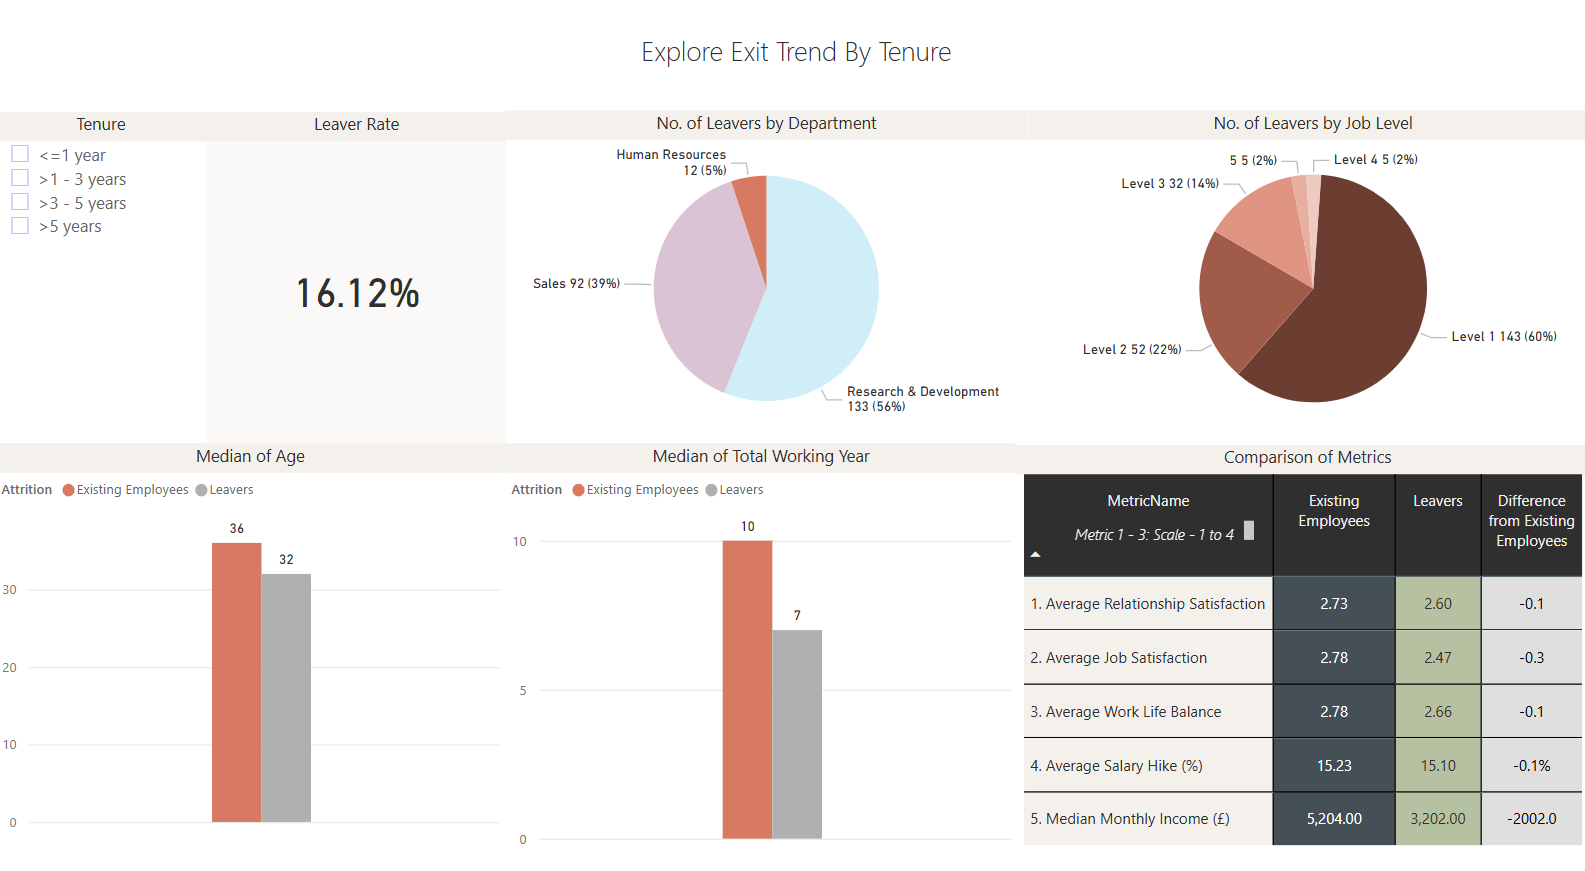 Explore Exit Trend By Tenure
Tenure
<=1 year
>1 - 3 years
>3 - 5 years
>5 years
Leaver Rate
16.12%
No. of Leavers by Department
Human Resources
12 (5%)
Sales 92 (39%)
Research & Development
133 (56%)
No. of Leavers by Job Level
5 5 (2%)
Level 4 5 (2%)
Level 3 32 (14%)
Level 2 52 (22%)
Level 1 143 (60%)
Median of Age
Attrition Existing Employees Leavers
36
32
30
20
10
0
Median of Total Working Year
Attrition Existing Employees Leavers
10
10
7
5
0
Comparison of Metrics
MetricName
Metric 1 - 3: Scale - 1 to 4
Existing
Employees
Leavers
Difference
from Existing
Employees
1. Average Relationship Satisfaction 2.73 2.60 -0.1
2. Average Job Satisfaction 2.78 2.47 -0.3
3. Average Work Life Balance 2.78 2.66 -0.1
4. Average Salary Hike (%) 15.23 15.10 -0.1%
5. Median Monthly Income (£) 5,204.00 3,202.00 -2002.0